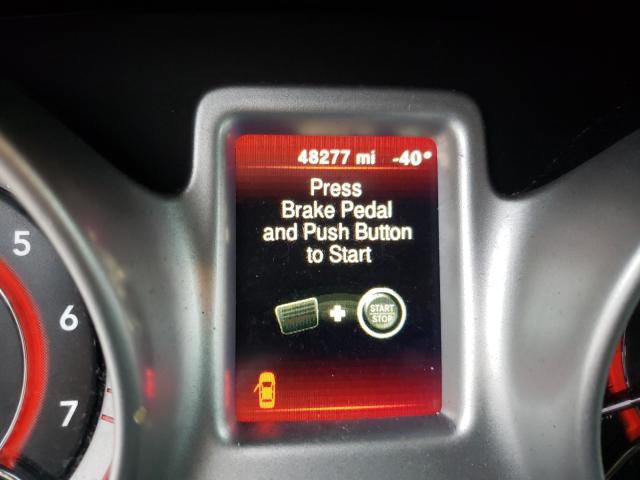 48277 mi -40°
Press
Brake Pedal
and Push Button
to Start
START
STOP
5
6
7